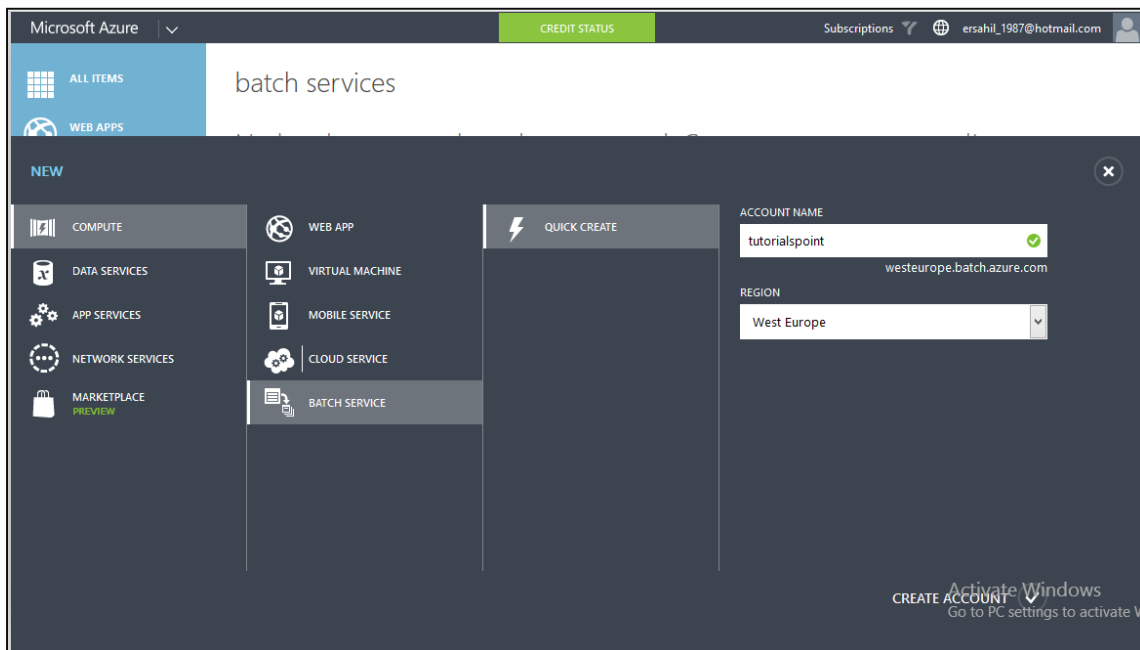 Microsoft Azure
CREDIT STATUS
Subscriptions
ersahil_1987@hotmail.com
ALL ITEMS
WEB APPS
batch services
NEW
COMPUTE
DATA SERVICES
APP SERVICES
NETWORK SERVICES
MARKETPLACE
PREVIEW
WEB APP
VIRTUAL MACHINE
MOBILE SERVICE
CLOUD SERVICE
BATCH SERVICE
QUICK CREATE
ACCOUNT NAME
tutorialspoint
westeurope.batch.azure.com
REGION
West Europe
CREATE ACCOUNT
Activate Windows
Go to PC settings to activate W